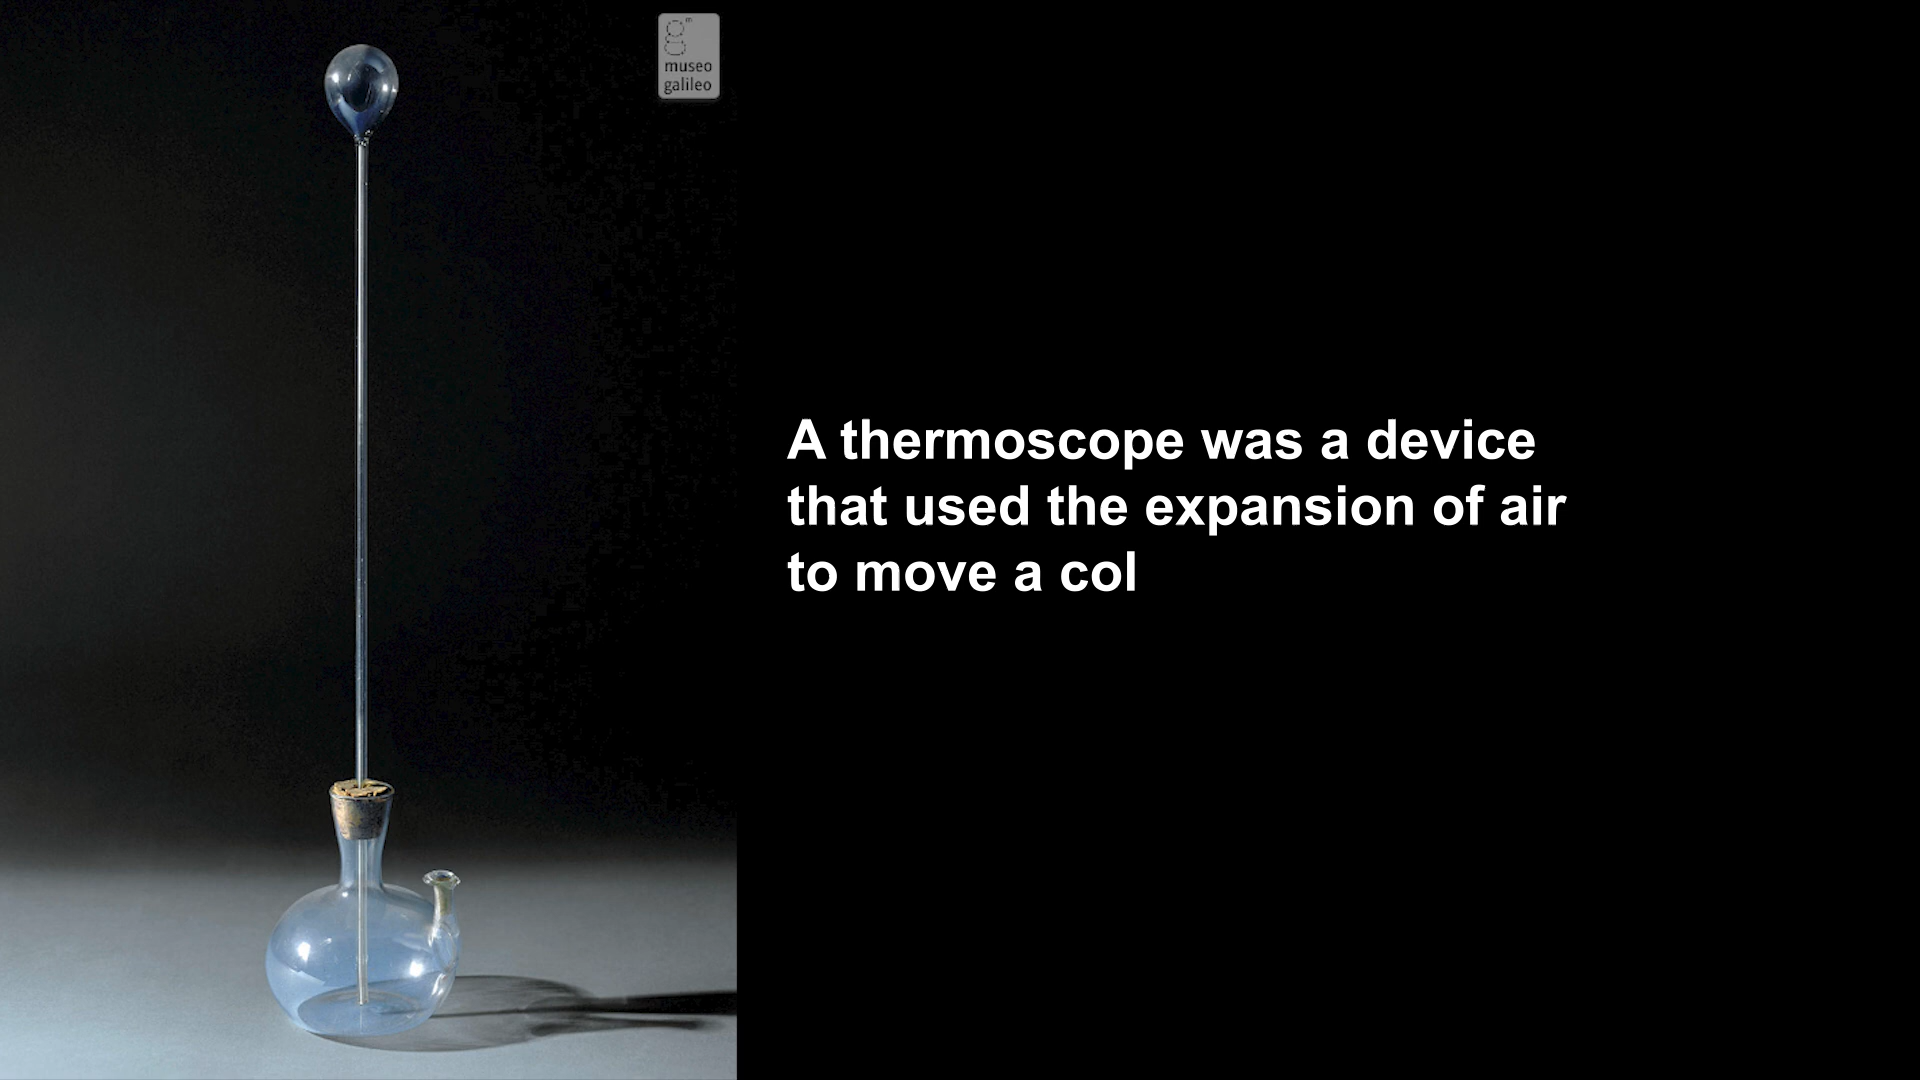 museo
galileo
A thermoscope was a device
that used the expansion of air
to move a col